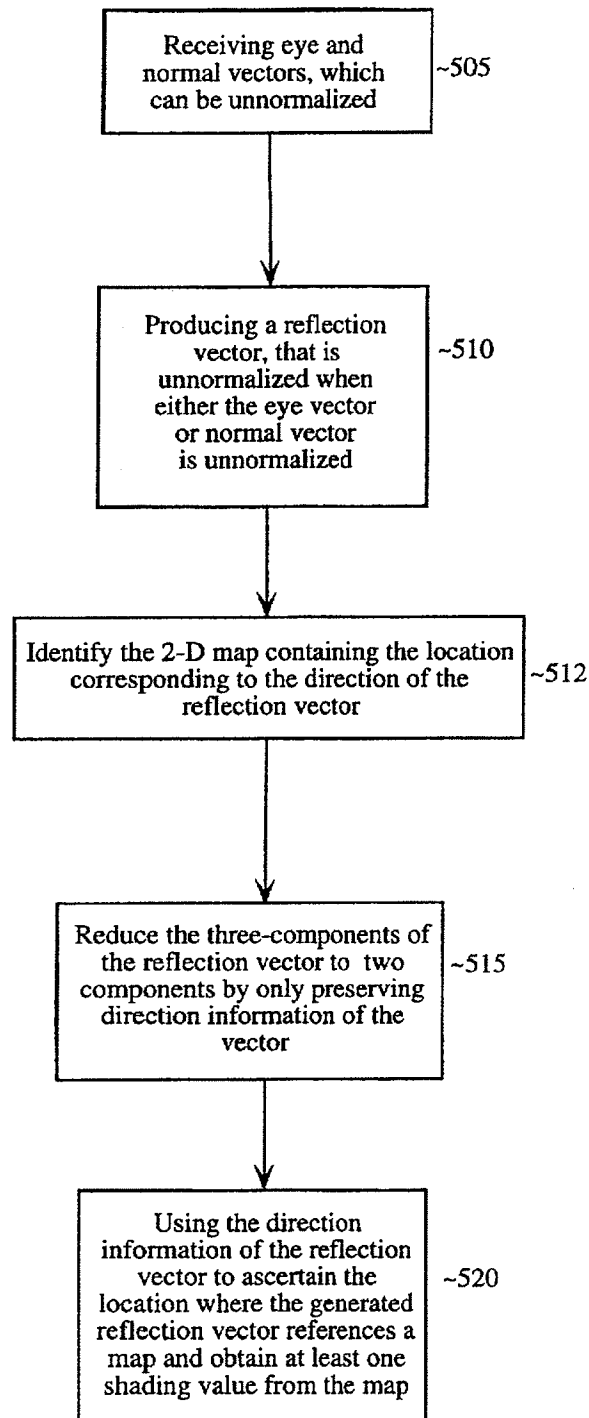 Receiving eye and
normal vectors, which
can be unnormalized
~505
Producing a reflection
vector, that is
unnormalized when
either the eye vector
or normal vector
is unnormalized
~510
Identify the 2-D map containing the location
corresponding to the direction of the
reflection vector
~512
Reduce the three-components of
the reflection vector to two
components by only preserving
direction information of the
vector
~515
Using the direction
information of the reflection
vector to ascertain the
location where the generated
reflection vector references a
map and obtain at least one
shading value from the map
~520